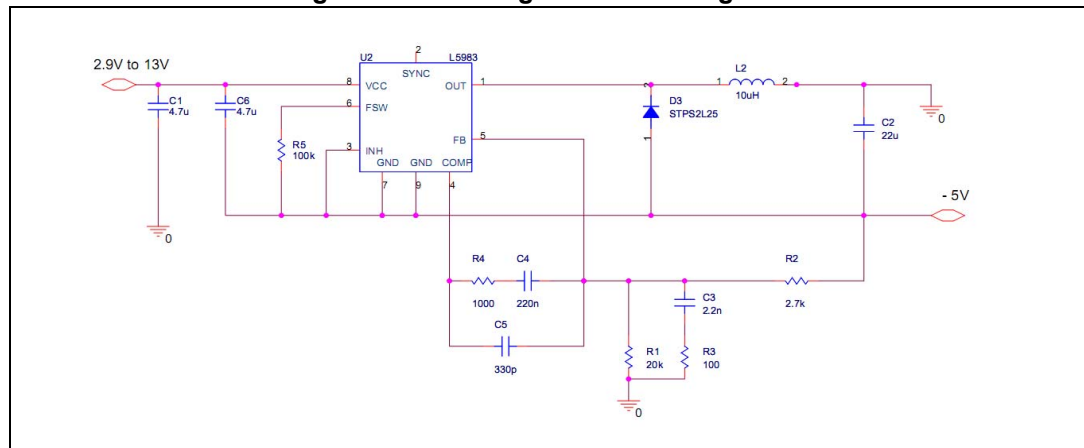 2.9V to 13V
C1
4.7u
C6
4.7u
0
R5
100k
U2
L5983
2
SYNC
8
VCC
6
FSW
3
INH
GND
GND
COMP
7
9
4
OUT
1
FB
5
2
D3
STPS2L25
1
L2
1
2
10uH
0
C2
22u
- 5V
R4
1000
C4
220n
C5
330p
R2
2.7k
C3
2.2n
R1
20k
R3
100
0